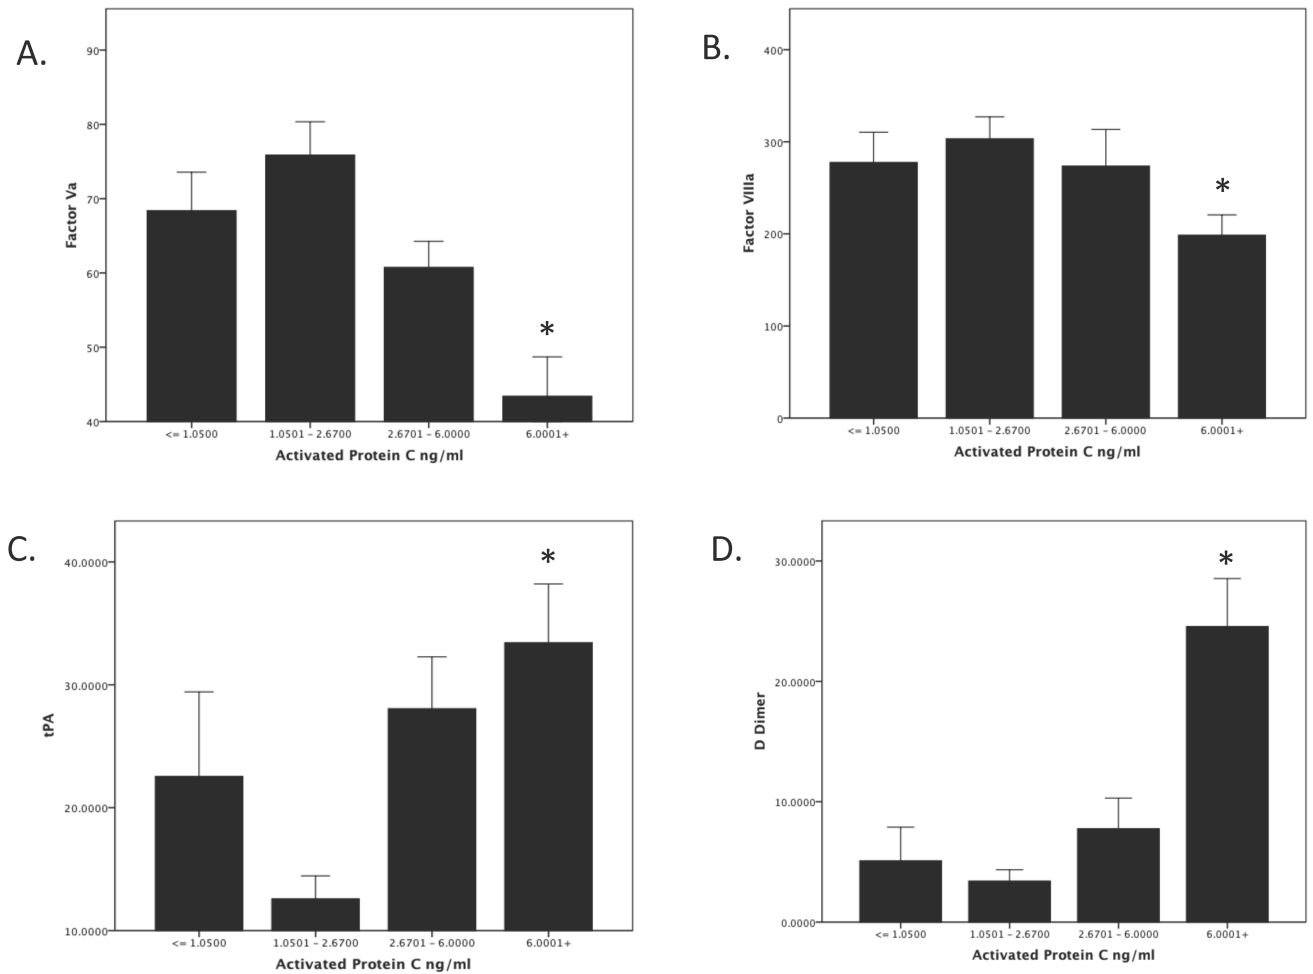 A.
90
80
70
60
50
40
Factor Va
*
<= 1.0500
1.0501 – 2.6700
2.6701 – 6.0000
6.0001+
Activated Protein C ng/ml
B.
400
300
200
100
0
Factor VIIIa
*
<= 1.0500
1.0501 – 2.6700
2.6701 – 6.0000
6.0001+
Activated Protein C ng/ml
C.
40.0000
30.0000
20.0000
10.0000
tPA
*
<= 1.0500
1.0501 – 2.6700
2.6701 – 6.0000
6.0001+
Activated Protein C ng/ml
D.
30.0000
20.0000
10.0000
0.0000
D Dimer
*
<= 1.0500
1.0501 – 2.6700
2.6701 – 6.0000
6.0001+
Activated Protein C ng/ml